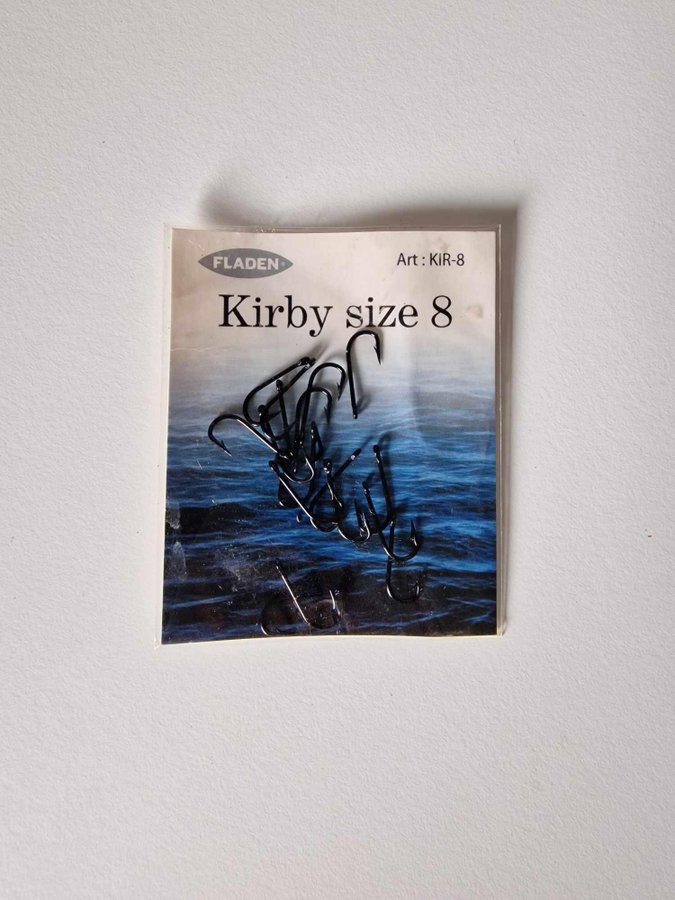 FLADEN®
Art : KIR-8
Kirby size 8